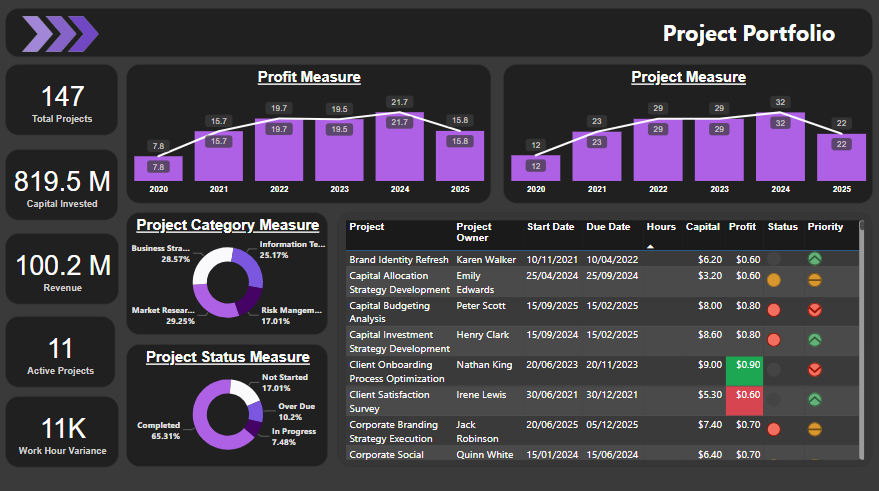 Project Portfolio
147
Total Projects
819.5 M
Capital Invested
100.2 M
Revenue
11
Active Projects
11K
Work Hour Variance
Profit Measure
7.8 15.7 19.7 19.5 21.7 15.8
7.8 15.7 19.7 19.5 21.7 15.8
2020 2021 2022 2023 2024 2025
Project Measure
12 23 29 29 32 22
12 23 29 29 32 22
2020 2021 2022 2023 2024 2025
Project Category Measure
Business Stra...
28.57%
Information Te...
25.17%
Market Resear...
29.25%
Risk Mangem...
17.01%
Project Status Measure
Not Started
17.01%
Over Due
10.2%
In Progress
7.48%
Completed
65.31%
Project Project Owner Start Date Due Date Hours Capital Profit Status Priority
Brand Identity Refresh Karen Walker 10/11/2021 10/04/2022 $6.20 $0.60
Capital Allocation Emily 25/04/2024 25/09/2024 $3.20 $0.60
Strategy Development Edwards
Capital Budgeting Peter Scott 15/09/2025 15/02/2025 $8.00 $0.80
Analysis
Capital Investment Henry Clark 15/09/2024 15/02/2025 $8.60 $0.80
Strategy Development
Client Onboarding Nathan King 20/06/2023 20/11/2023 $9.00 $0.90
Process Optimization
Client Satisfaction Irene Lewis 30/06/2021 30/12/2021 $5.30 $0.60
Survey
Corporate Branding Jack 20/06/2025 05/12/2025 $7.40 $0.70
Strategy Execution Robinson
Corporate Social Quinn White 15/01/2024 15/06/2024 $6.40 $0.70